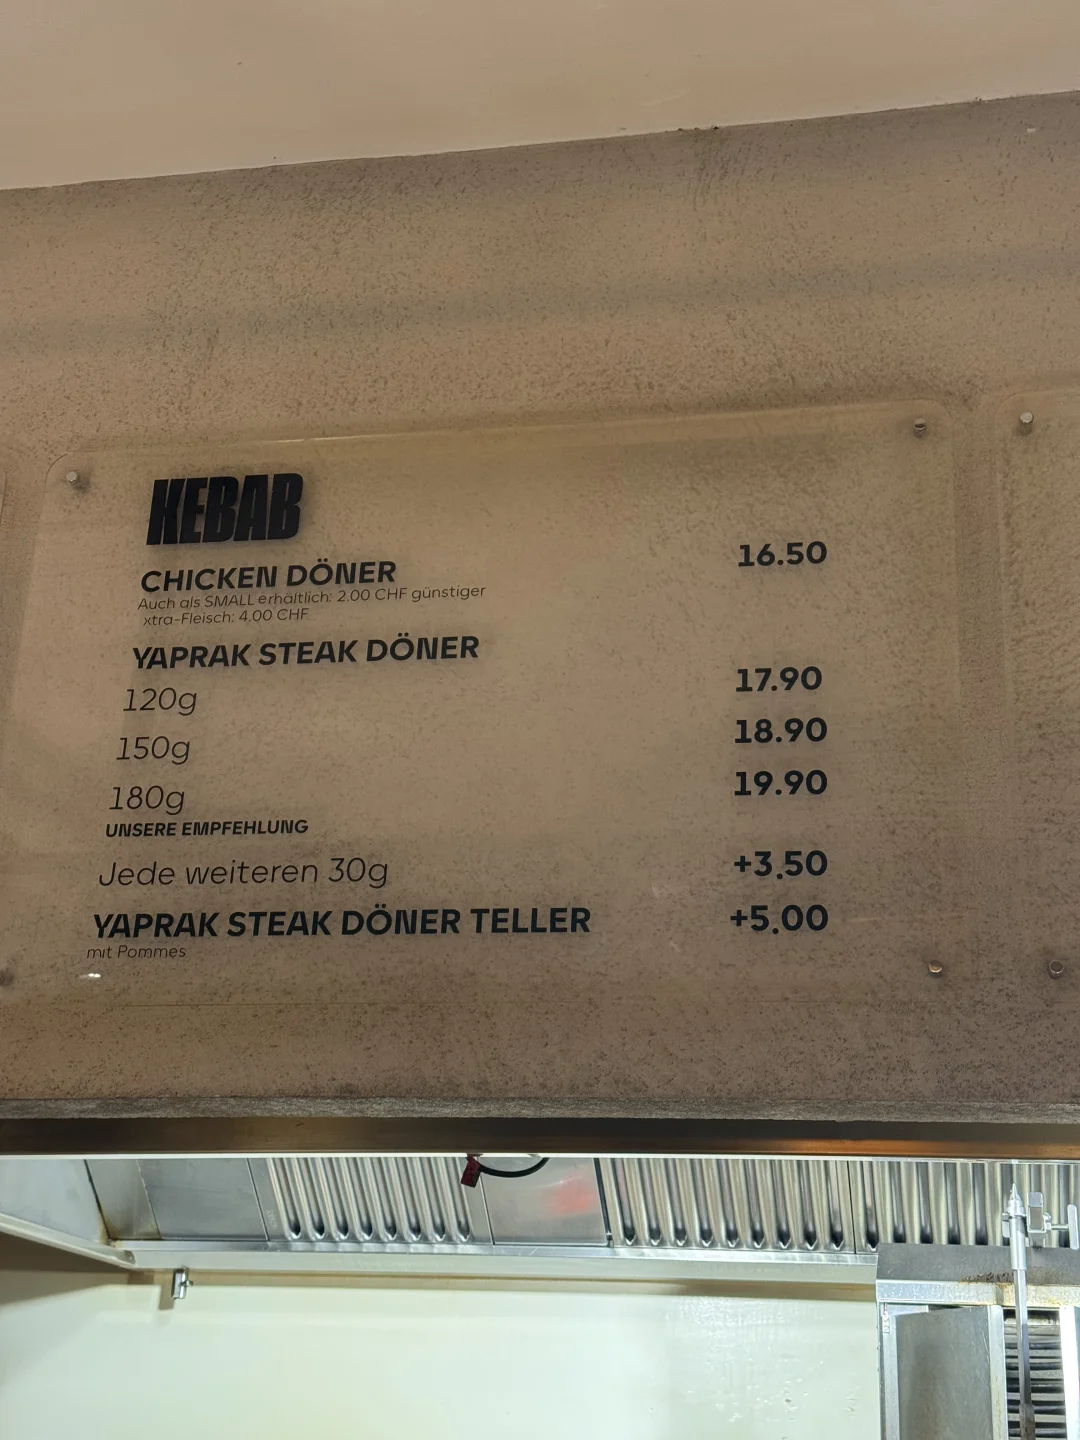 KEBAB
CHICKEN DÖNER 16.50
Auch als SMALL erhältlich: 2.00 CHF günstiger
xtra-Fleisch: 4.00 CHF
YAPRAK STEAK DÖNER
120g 17.90
150g 18.90
180g 19.90
UNSERE EMPFEHLUNG
Jede weiteren 30g +3.50
YAPRAK STEAK DÖNER TELLER +5.00
mit Pommes